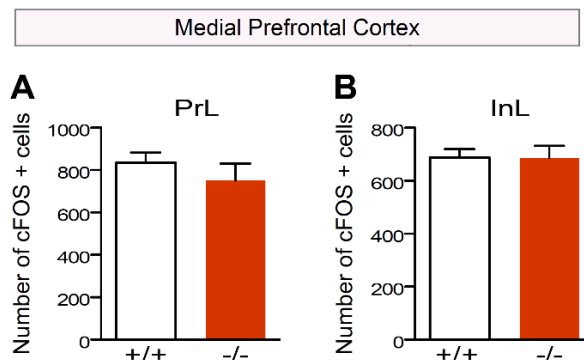 Medial Prefrontal Cortex
A
PrL
Number of cFOS + cells
1000
800
600
400
200
0
+/+
-/-
B
InL
Number of cFOS + cells
800
600
400
200
0
+/+
-/-